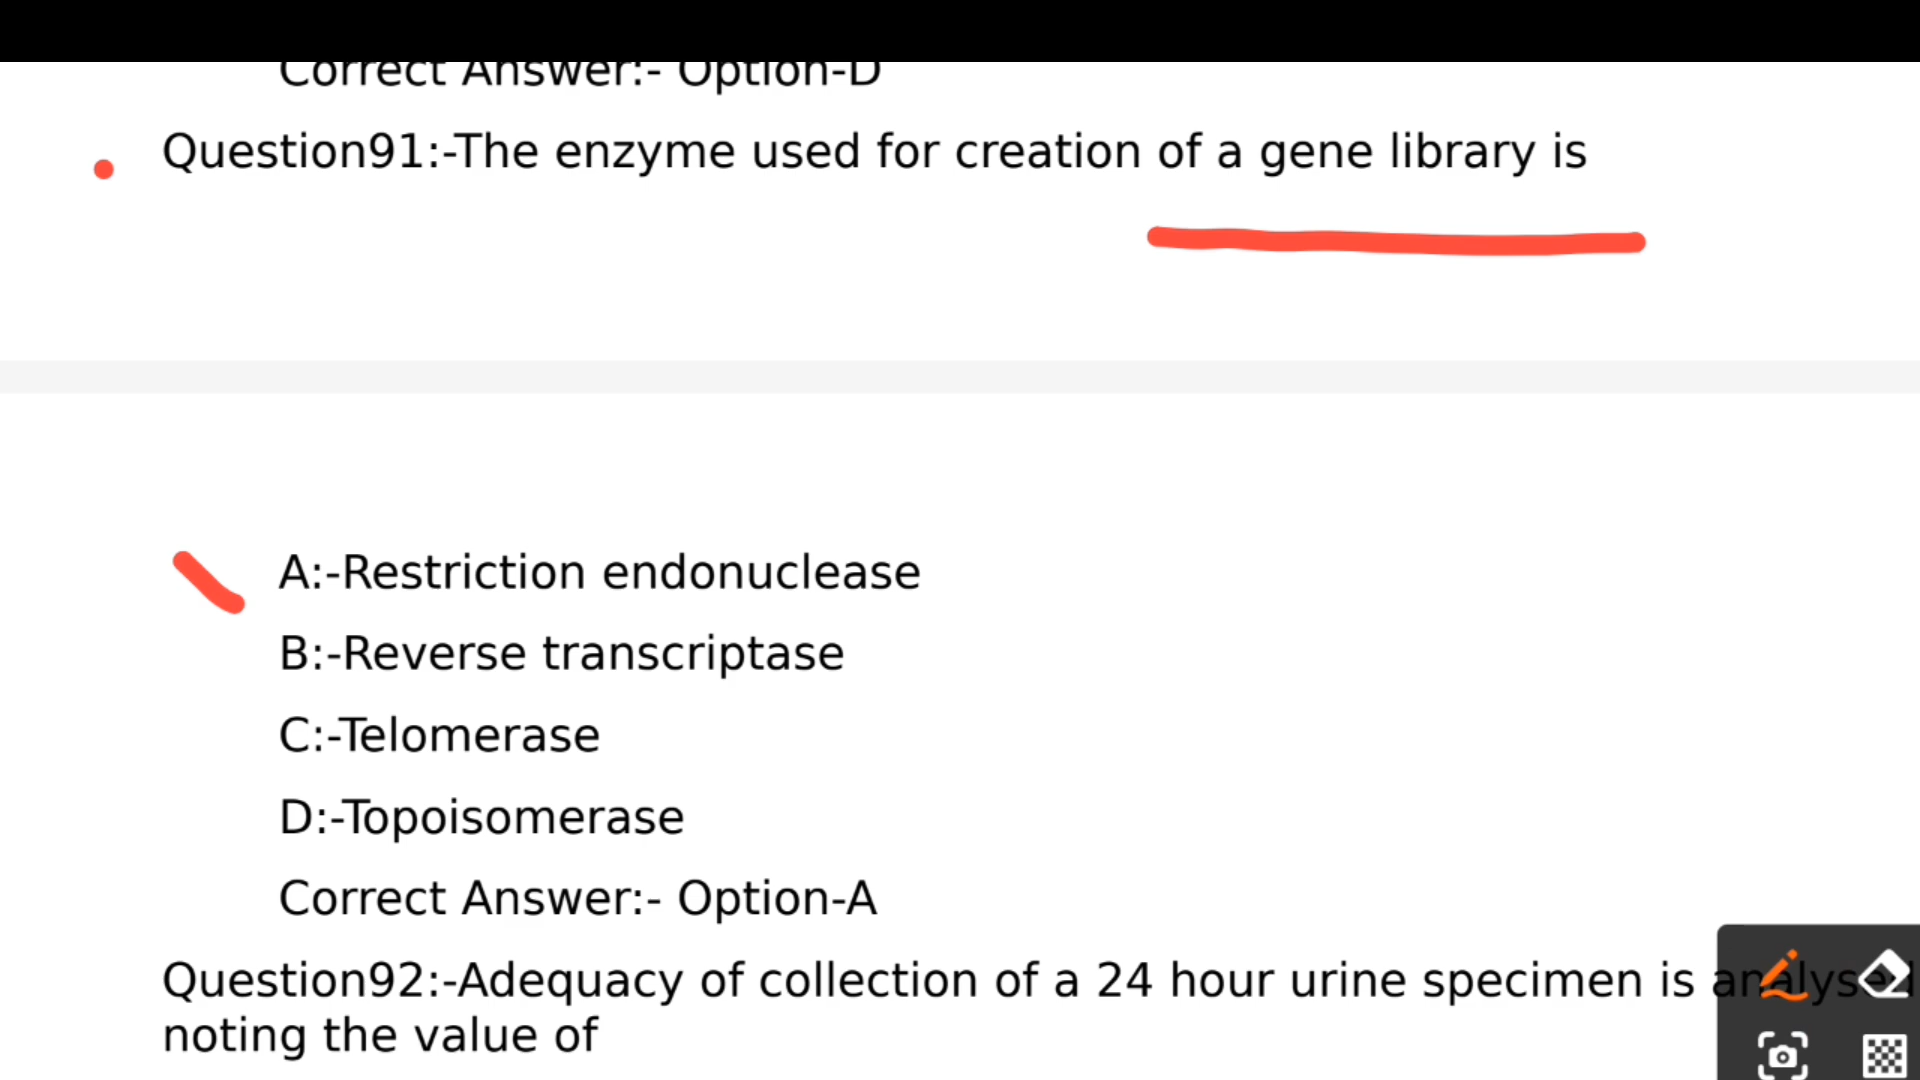 Correct Answer:- Option-D
Question91:-The enzyme used for creation of a gene library is
A:-Restriction endonuclease
B:-Reverse transcriptase
C:-Telomerase
D:-Topoisomerase
Correct Answer:- Option-A
Question92:-Adequacy of collection of a 24 hour urine specimen is analysed
noting the value of